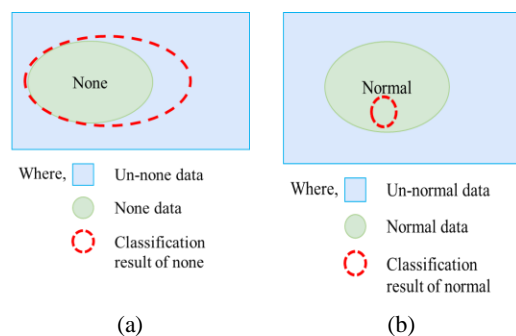 None
Where, Un-none data
None data
Classification
result of none
(a)
Normal
Where, Un-normal data
Normal data
Classification
result of normal
(b)